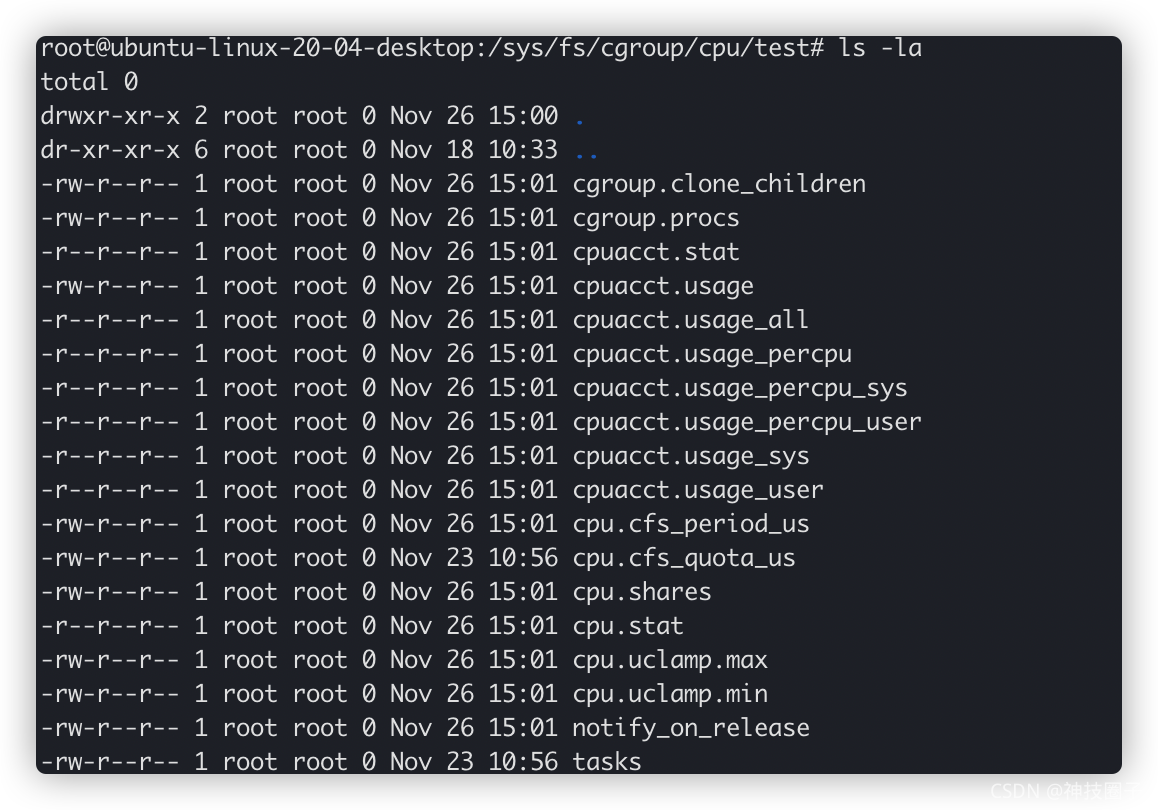 root@ubuntu-linux-20-04-desktop:/sys/fs/cgroup/cpu/test# ls -la
total 0
drwxr-xr-x 2 root root 0 Nov 26 15:00 .
dr-xr-xr-x 6 root root 0 Nov 18 10:33 ..
-rw-r--r-- 1 root root 0 Nov 26 15:01 cgroup.clone_children
-rw-r--r-- 1 root root 0 Nov 26 15:01 cgroup.procs
-r--r--r-- 1 root root 0 Nov 26 15:01 cpuacct.stat
-rw-r--r-- 1 root root 0 Nov 26 15:01 cpuacct.usage
-r--r--r-- 1 root root 0 Nov 26 15:01 cpuacct.usage_all
-r--r--r-- 1 root root 0 Nov 26 15:01 cpuacct.usage_percpu
-r--r--r-- 1 root root 0 Nov 26 15:01 cpuacct.usage_percpu_sys
-r--r--r-- 1 root root 0 Nov 26 15:01 cpuacct.usage_percpu_user
-r--r--r-- 1 root root 0 Nov 26 15:01 cpuacct.usage_sys
-r--r--r-- 1 root root 0 Nov 26 15:01 cpuacct.usage_user
-rw-r--r-- 1 root root 0 Nov 26 15:01 cpu.cfs_period_us
-rw-r--r-- 1 root root 0 Nov 23 10:56 cpu.cfs_quota_us
-rw-r--r-- 1 root root 0 Nov 26 15:01 cpu.shares
-r--r--r-- 1 root root 0 Nov 26 15:01 cpu.stat
-rw-r--r-- 1 root root 0 Nov 26 15:01 cpu.uclamp.max
-rw-r--r-- 1 root root 0 Nov 26 15:01 cpu.uclamp.min
-rw-r--r-- 1 root root 0 Nov 26 15:01 notify_on_release
-rw-r--r-- 1 root root 0 Nov 23 10:56 tasks
CSDN @神技圈子